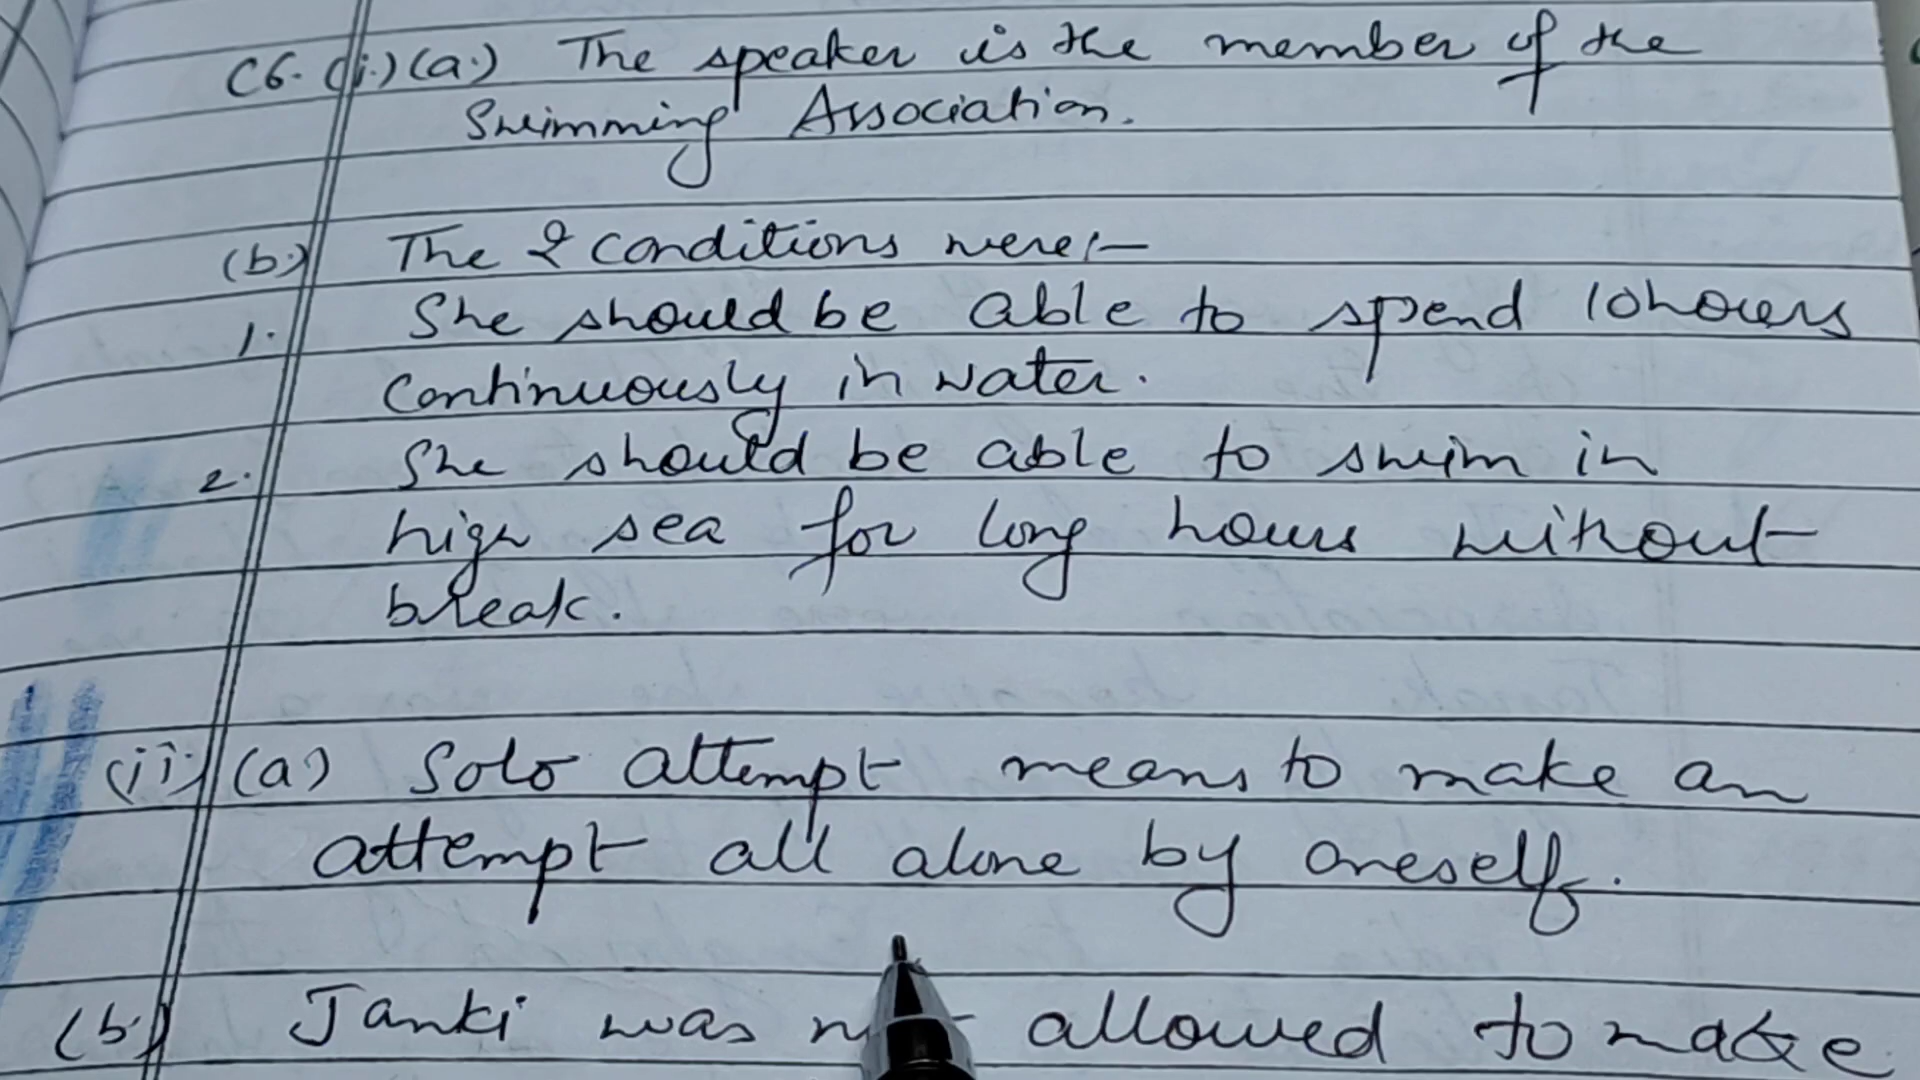 C6. (i.) (a.) The speaker is the member of the
Swimming Association.
(b.) The 2 conditions were:-
1. She should be able to spend 10 hours
continuously in water.
2. She should be able to swim in
high sea for long hours without
break.
(ii) (a) Solo attempt means to make an
attempt all alone by oneself.
(b) Janki was allowed to make